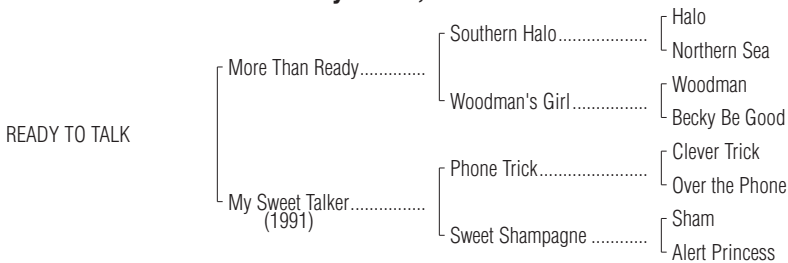 Halo
Southern Halo...................
Northern Sea
More Than Ready..............
Woodman
Woodman's Girl................
Becky Be Good
READY TO TALK
Clever Trick
Phone Trick.......................
Over the Phone
My Sweet Talker................
(1991)
Sham
Sweet Shampagne ............
Alert Princess